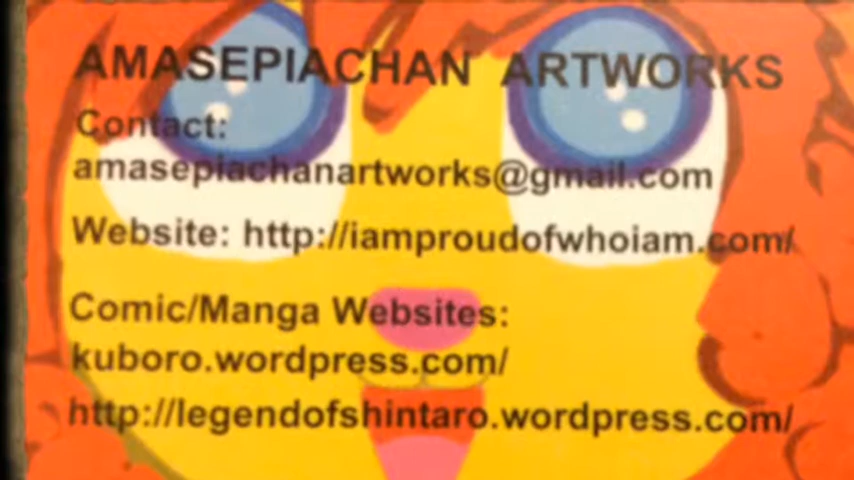 AMASEPIACHAN ARTWORKS
Contact:
amasepiachanartworks@gmail.com
Website: http://iamproudofwhoiam.com/
Comic/Manga Websites:
kuboro.wordpress.com/
http://legendofshintaro.wordpress.com/